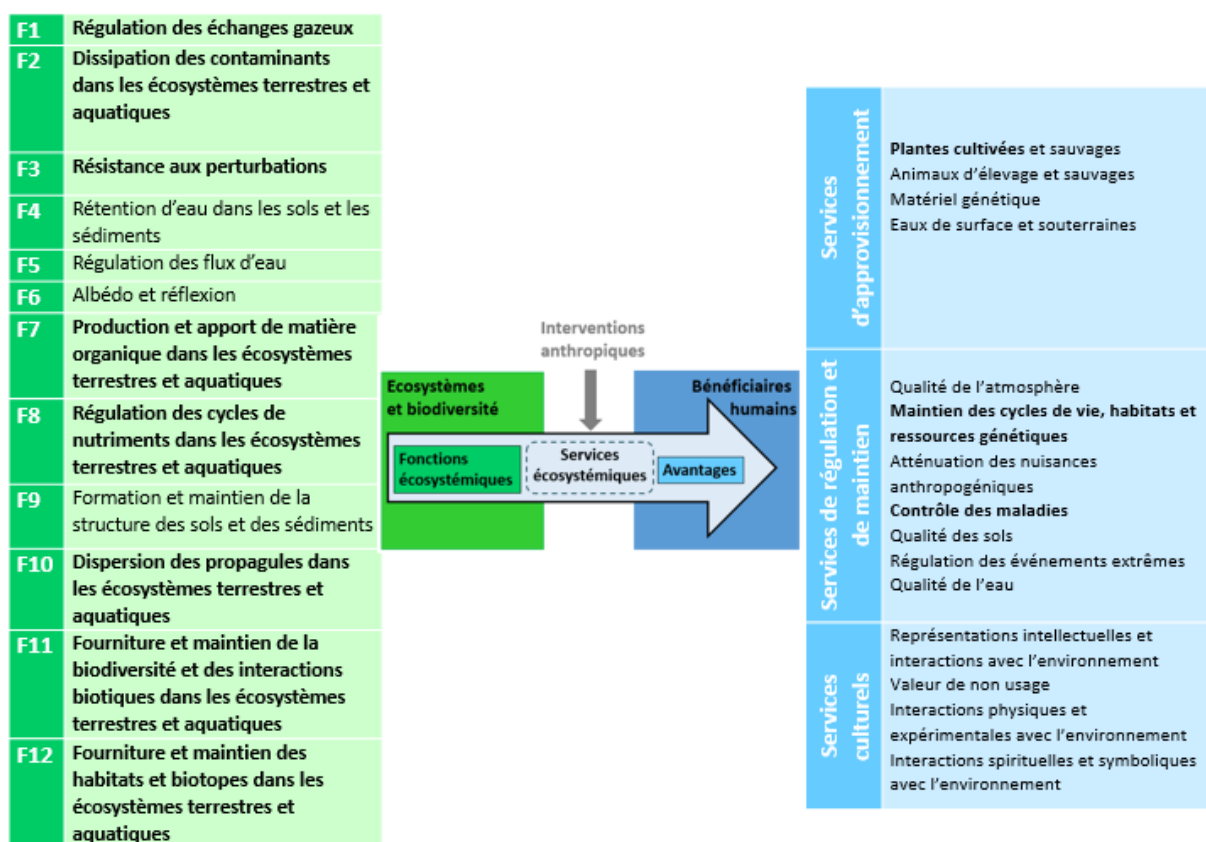 F1 Régulation des échanges gazeux
F2 Dissipation des contaminants
dans les écosystèmes terrestres et
aquatiques
F3 Résistance aux perturbations
F4 Rétention d'eau dans les sols et les
sédiments
F5 Régulation des flux d'eau
F6 Albédo et réflexion
F7 Production et apport de matière
organique dans les écosystèmes
terrestres et aquatiques
F8 Régulation des cycles de
nutriments dans les écosystèmes
terrestres et aquatiques
F9 Formation et maintien de la
structure des sols et des sédiments
F10 Dispersion des propagules dans
les écosystèmes terrestres et
aquatiques
F11 Fourniture et maintien de la
biodiversité et des interactions
biotiques dans les écosystèmes
terrestres et aquatiques
F12 Fourniture et maintien des
habitats et biotopes dans les
écosystèmes terrestres et
aquatiques
Interventions
anthropiques
Ecosystèmes
et biodiversité
Bénéficiaires
humains
Fonctions
écosystémiques
Services
écosystémiques
Avantages
Services
d'approvisionnement
Plantes cultivées et sauvages
Animaux d'élevage et sauvages
Matériel génétique
Eaux de surface et souterraines
Services de régulation et
de maintien
Qualité de l'atmosphère
Maintien des cycles de vie, habitats et
ressources génétiques
Atténuation des nuisances
anthropogéniques
Contrôle des maladies
Qualité des sols
Régulation des événements extrêmes
Qualité de l'eau
Services
culturels
Représentations intellectuelles et
interactions avec l'environnement
Valeur de non usage
Interactions physiques et
expérimentales avec l'environnement
Interactions spirituelles et symboliques
avec l'environnement